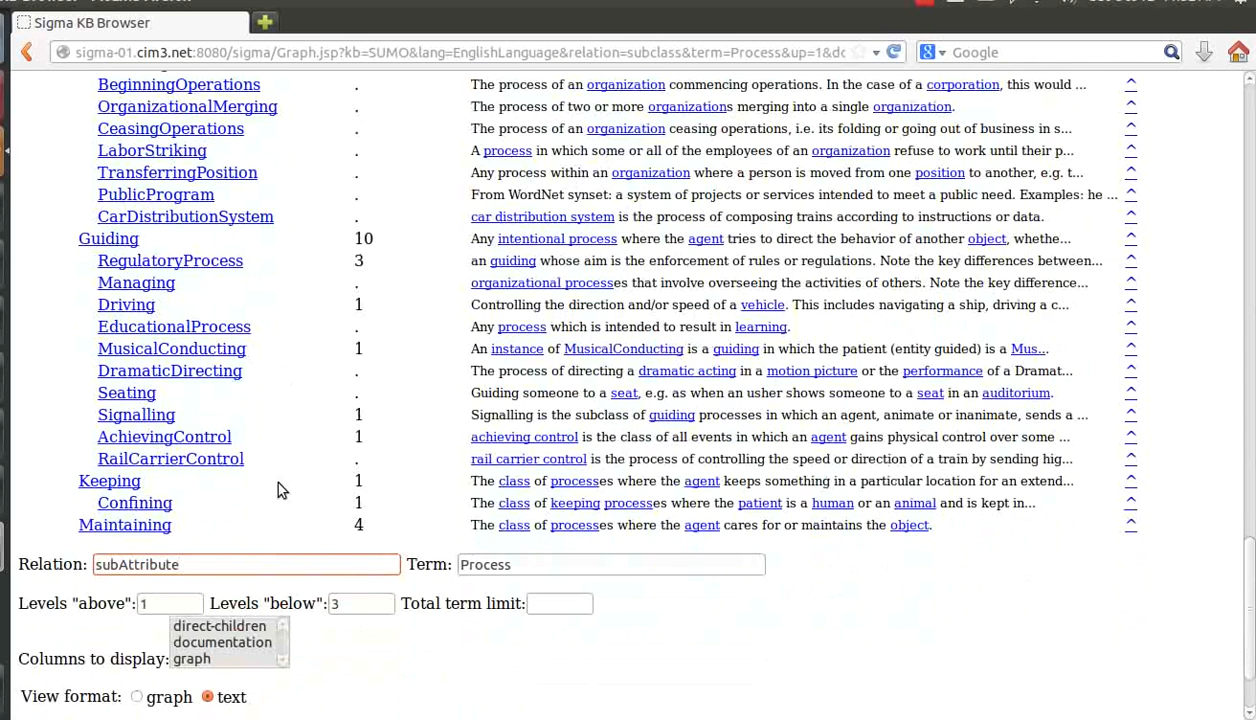 Sigma KB Browser
sigma-01.cim3.net:8080/sigma/Graph.jsp?kb=SUMO&lang=EnglishLanguage&relation=subclass&term=Process&up=1&dc
Google
BeginningOperations . The process of an organization commencing operations. In the case of a corporation, this would ... ^
OrganizationalMerging . The process of two or more organizations merging into a single organization. ^
CeasingOperations . The process of an organization ceasing operations, i.e. its folding or going out of business in s... ^
LaborStriking . A process in which some or all of the employees of an organization refuse to work until their p... ^
TransferringPosition . Any process within an organization where a person is moved from one position to another, e.g. t... ^
PublicProgram . From WordNet synset: a system of projects or services intended to meet a public need. Examples: he ... ^
CarDistributionSystem . car distribution system is the process of composing trains according to instructions or data. ^
Guiding 10 Any intentional process where the agent tries to direct the behavior of another object, whethe... ^
RegulatoryProcess 3 an guiding whose aim is the enforcement of rules or regulations. Note the key differences between... ^
Managing . organizational processes that involve overseeing the activities of others. Note the key difference... ^
Driving 1 Controlling the direction and/or speed of a vehicle. This includes navigating a ship, driving a c... ^
EducationalProcess . Any process which is intended to result in learning. ^
MusicalConducting 1 An instance of MusicalConducting is a guiding in which the patient (entity guided) is a Mus... ^
DramaticDirecting . The process of directing a dramatic acting in a motion picture or the performance of a Dramat... ^
Seating . Guiding someone to a seat, e.g. as when an usher shows someone to a seat in an auditorium. ^
Signalling 1 Signalling is the subclass of guiding processes in which an agent, animate or inanimate, sends a ... ^
AchievingControl 1 achieving control is the class of all events in which an agent gains physical control over some ... ^
RailCarrierControl . rail carrier control is the process of controlling the speed or direction of a train by sending hig... ^
Keeping 1 The class of processes where the agent keeps something in a particular location for an extend... ^
Confining 1 The class of keeping processes where the patient is a human or an animal and is kept in... ^
Maintaining 4 The class of processes where the agent cares for or maintains the object. ^
Relation: subAttribute Term: Process
Levels "above": 1 Levels "below": 3 Total term limit:
direct-children
documentation
Columns to display: graph
View format: graph text